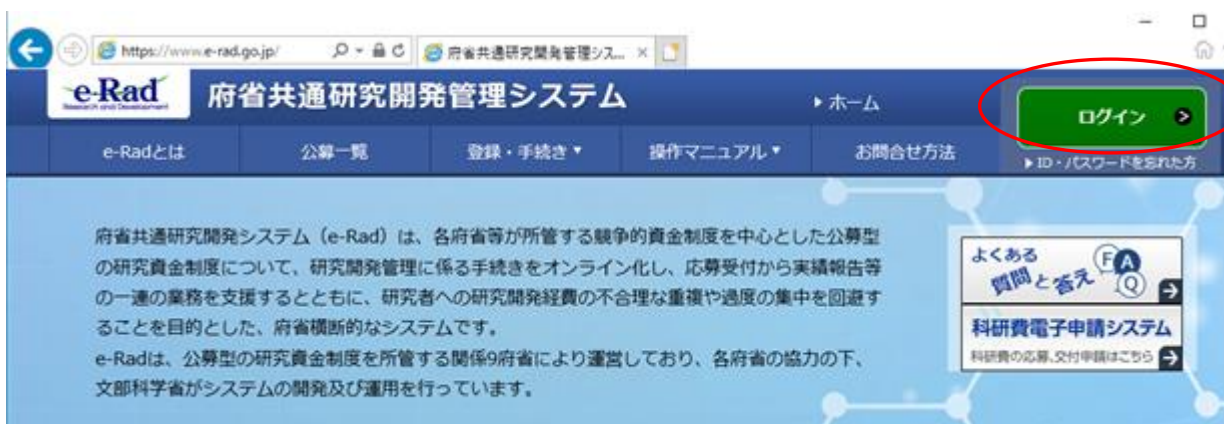 https://www.e-rad.go.jp/
府省共通研究開発管理シス...
e-Rad
Research and Development
府省共通研究開発管理システム
ホーム
ログイン
e-Radとは
公募一覧
登録・手続き▼
操作マニュアル▼
お問合せ方法
ID・パスワードを忘れた方
府省共通研究開発システム（e-Rad）は、各府省等が所管する競争的資金制度を中心とした公募型
の研究資金制度について、研究開発管理に係る手続きをオンライン化し、応募受付から実績報告等
の一連の業務を支援するとともに、研究者への研究開発経費の不合理な重複や過度の集中を回避す
ることを目的とした、府省横断的なシステムです。
e-Radは、公募型の研究資金制度を所管する関係9府省により運営しており、各府省の協力の下、
文部科学省がシステムの開発及び運用を行っています。
よくある
質問と答え
FAQ
科研費電子申請システム
科研費の応募、交付申請はこちら